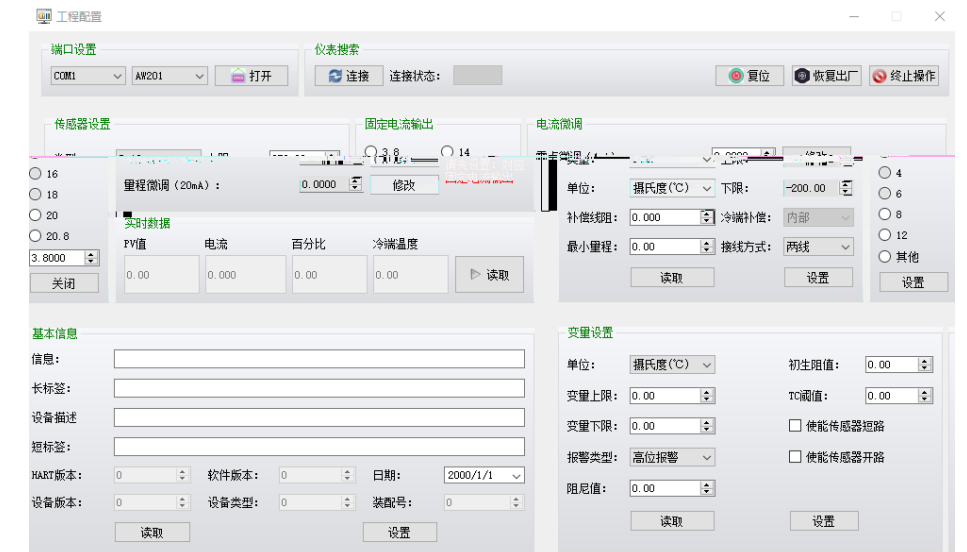 工程配置
端口设置
仪表搜索
COM1 AW201 打开 连接 连接状态: 复位 恢复出厂 终止操作
传感器设置 固定电流输出 电流微调
3.8 14
16
18
20
20.8
3.8000
关闭
量程微调(20mA): 0.0000 修改
实时数据
PV值 电流 百分比 冷端温度
0.00 0.000 0.00 0.00 读取
单位: 摄氏度(℃) 下限: -200.00
补偿线阻: 0.000 冷端补偿: 内部
最小量程: 0.00 接线方式: 两线
读取 设置
4
6
8
12
其他
设置
基本信息
信息:
长标签:
设备描述
短标签:
HART版本: 0 软件版本: 0 日期: 2000/1/1
设备版本: 0 设备类型: 0 装配号: 0
读取 设置
变里设置
单位: 摄氏度(℃) 初生阻值: 0.00
变里上限: 0.00 TC阈值: 0.00
变里下限: 0.00 使能传感器短路
报警类型: 高位报警 使能传感器开路
阻尼值: 0.00
读取 设置